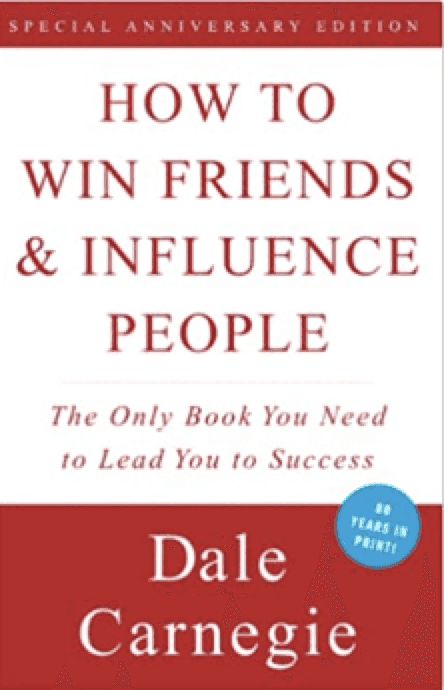 SPECIAL ANNIVERSARY EDITION
HOW TO
WIN FRIENDS
& INFLUENCE
PEOPLE
The Only Book You Need
to Lead You to Success
80
YEARS IN
PRINT!
Dale
Carnegie